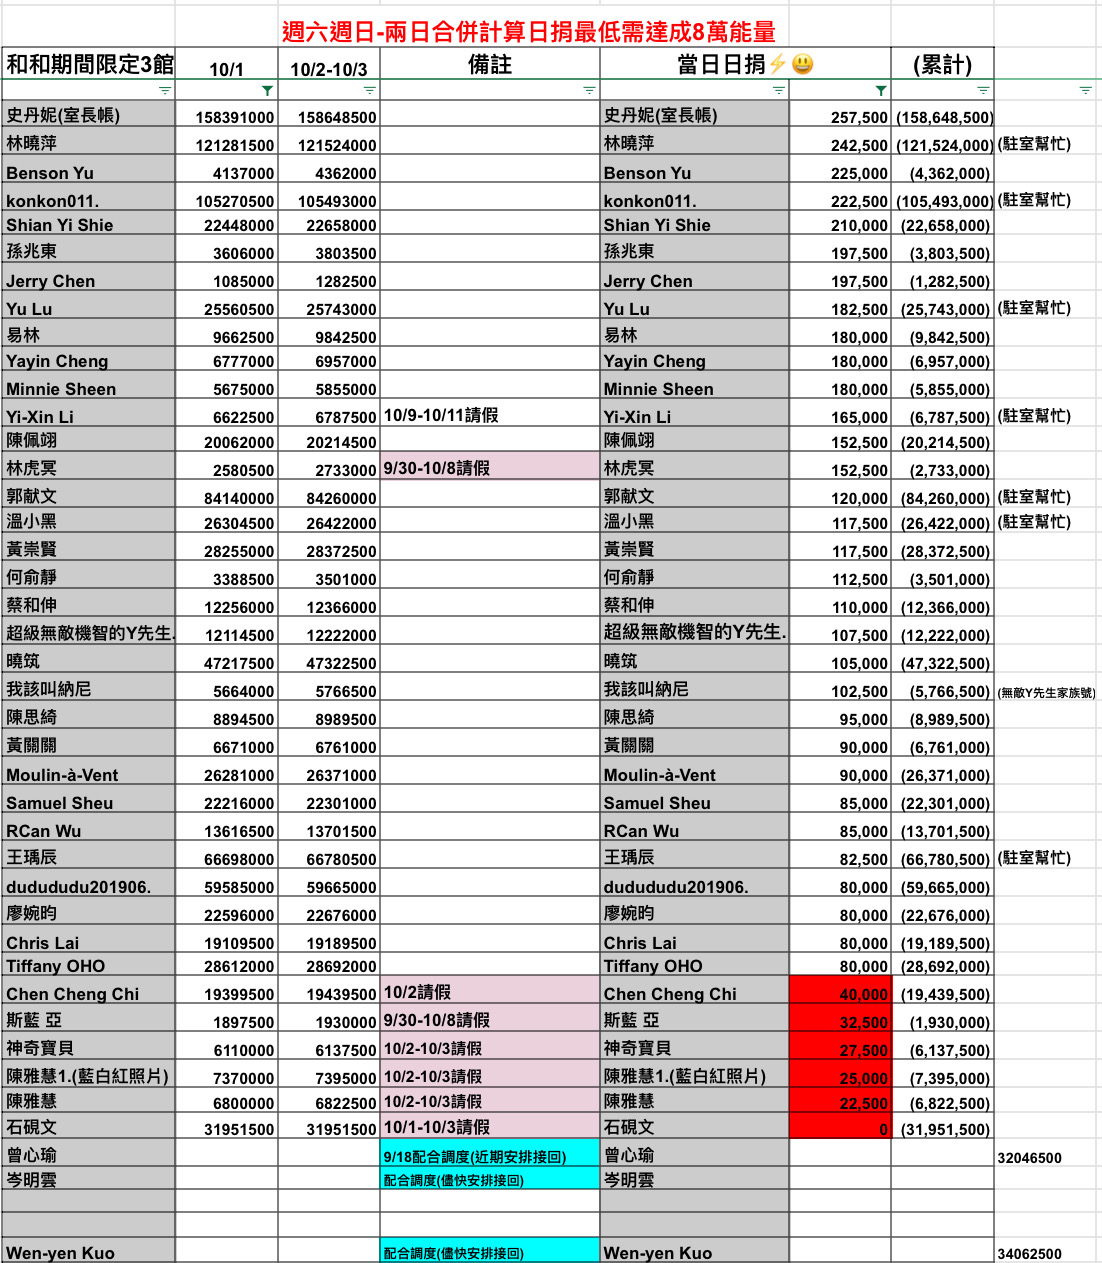 週六週日-兩日合併計算日捐最低需達成8萬能量
和和期間限定3館 10/1 10/2-10/3 備註 當日日捐⚡😃 (累計)
史丹妮(室長帳) 158391000 158648500 史丹妮(室長帳) 257,500 (158,648,500)
林曉萍 121281500 121524000 林曉萍 242,500 (121,524,000) (駐室幫忙)
Benson Yu 4137000 4362000 Benson Yu 225,000 (4,362,000)
konkon011. 105270500 105493000 konkon011. 222,500 (105,493,000) (駐室幫忙)
Shian Yi Shie 22448000 22658000 Shian Yi Shie 210,000 (22,658,000)
孫兆東 3606000 3803500 孫兆東 197,500 (3,803,500)
Jerry Chen 1085000 1282500 Jerry Chen 197,500 (1,282,500)
Yu Lu 25560500 25743000 Yu Lu 182,500 (25,743,000) (駐室幫忙)
易林 9662500 9842500 易林 180,000 (9,842,500)
Yayin Cheng 6777000 6957000 Yayin Cheng 180,000 (6,957,000)
Minnie Sheen 5675000 5855000 Minnie Sheen 180,000 (5,855,000)
Yi-Xin Li 6622500 6787500 10/9-10/11請假 Yi-Xin Li 165,000 (6,787,500) (駐室幫忙)
陳佩翊 20062000 20214500 陳佩翊 152,500 (20,214,500)
林虎冥 2580500 2733000 9/30-10/8請假 林虎冥 152,500 (2,733,000)
郭献文 84140000 84260000 郭献文 120,000 (84,260,000) (駐室幫忙)
溫小黑 26304500 26422000 溫小黑 117,500 (26,422,000) (駐室幫忙)
黃崇賢 28255000 28372500 黃崇賢 117,500 (28,372,500)
何俞靜 3388500 3501000 何俞靜 112,500 (3,501,000)
蔡和伸 12256000 12366000 蔡和伸 110,000 (12,366,000)
超級無敵機智的Y先生. 12114500 12222000 超級無敵機智的Y先生. 107,500 (12,222,000)
曉筑 47217500 47322500 曉筑 105,000 (47,322,500)
我該叫納尼 5664000 5766500 我該叫納尼 102,500 (5,766,500) (無敵Y先生家族號)
陳思綺 8894500 8989500 陳思綺 95,000 (8,989,500)
黃關關 6671000 6761000 黃關關 90,000 (6,761,000)
Moulin-à-Vent 26281000 26371000 Moulin-à-Vent 90,000 (26,371,000)
Samuel Sheu 22216000 22301000 Samuel Sheu 85,000 (22,301,000)
RCan Wu 13616500 13701500 RCan Wu 85,000 (13,701,500)
王瑀辰 66698000 66780500 王瑀辰 82,500 (66,780,500) (駐室幫忙)
dudududu201906. 59585000 59665000 dudududu201906. 80,000 (59,665,000)
廖婉昀 22596000 22676000 廖婉昀 80,000 (22,676,000)
Chris Lai 19109500 19189500 Chris Lai 80,000 (19,189,500)
Tiffany OHO 28612000 28692000 Tiffany OHO 80,000 (28,692,000)
Chen Cheng Chi 19399500 19439500 10/2請假 Chen Cheng Chi 40,000 (19,439,500)
斯藍 亞 1897500 1930000 9/30-10/8請假 斯藍 亞 32,500 (1,930,000)
神奇寶貝 6110000 6137500 10/2-10/3請假 神奇寶貝 27,500 (6,137,500)
陳雅慧1.(藍白紅照片) 7370000 7395000 10/2-10/3請假 陳雅慧1.(藍白紅照片) 25,000 (7,395,000)
陳雅慧 6800000 6822500 10/2-10/3請假 陳雅慧 22,500 (6,822,500)
石硯文 31951500 31951500 10/1-10/3請假 石硯文 0 (31,951,500)
曾心瑜 9/18配合調度(近期安排接回) 曾心瑜 32046500
岑明雲 配合調度(儘快安排接回) 岑明雲
Wen-yen Kuo 配合調度(儘快安排接回) Wen-yen Kuo 34062500